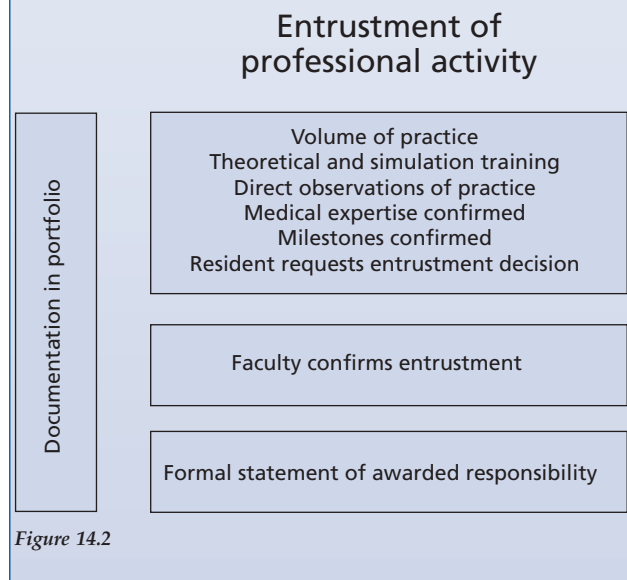 Entrustment of
professional activity
Documentation in portfolio
Volume of practice
Theoretical and simulation training
Direct observations of practice
Medical expertise confirmed
Milestones confirmed
Resident requests entrustment decision
Faculty confirms entrustment
Formal statement of awarded responsibility
Figure 14.2